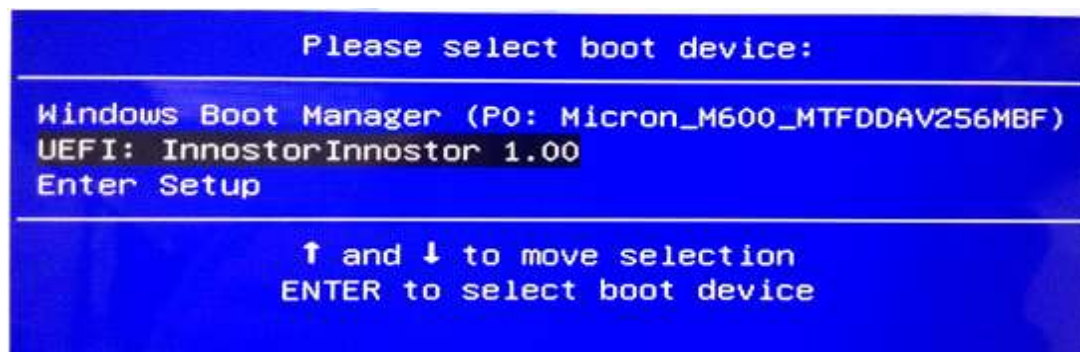 Please select boot device:
Windows Boot Manager (P0: Micron_M600_MTFDDAV256MBF)
UEFI: InnostorInnostor 1.00
Enter Setup
↑ and ↓ to move selection
ENTER to select boot device